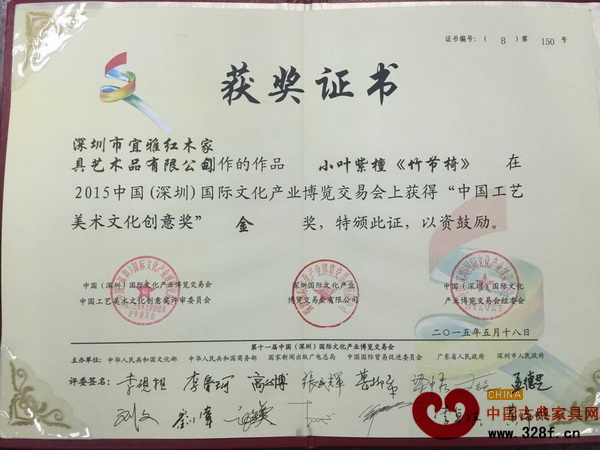 证书编号:( B )第 150 号
获奖证书
深圳市宜雅红木家
具艺术品有限公司创作的作品 小叶紫檀《竹节椅》 在
2015中国(深圳)国际文化产业博览交易会上获得“中国工艺
美术文化创意奖” 金 奖,特颁此证,以资鼓励。
中国(深圳)国际文化产业博览交易会 深圳国际文化产业 中国(深圳)国际文化
中国工艺美术文化创意奖评审委员会 博览交易会有限公司 产业博览交易会组委会
二〇一五年五月十八日
第十一届中国(深圳)国际文化产业博览交易会
主办单位:中华人民共和国文化部 中华人民共和国商务部 国家新闻出版广电总局 中国国际贸易促进委员会 广东省人民政府 深圳市人民政府
评委签名:
CHINA
中国古典家具网
www.328f.cn